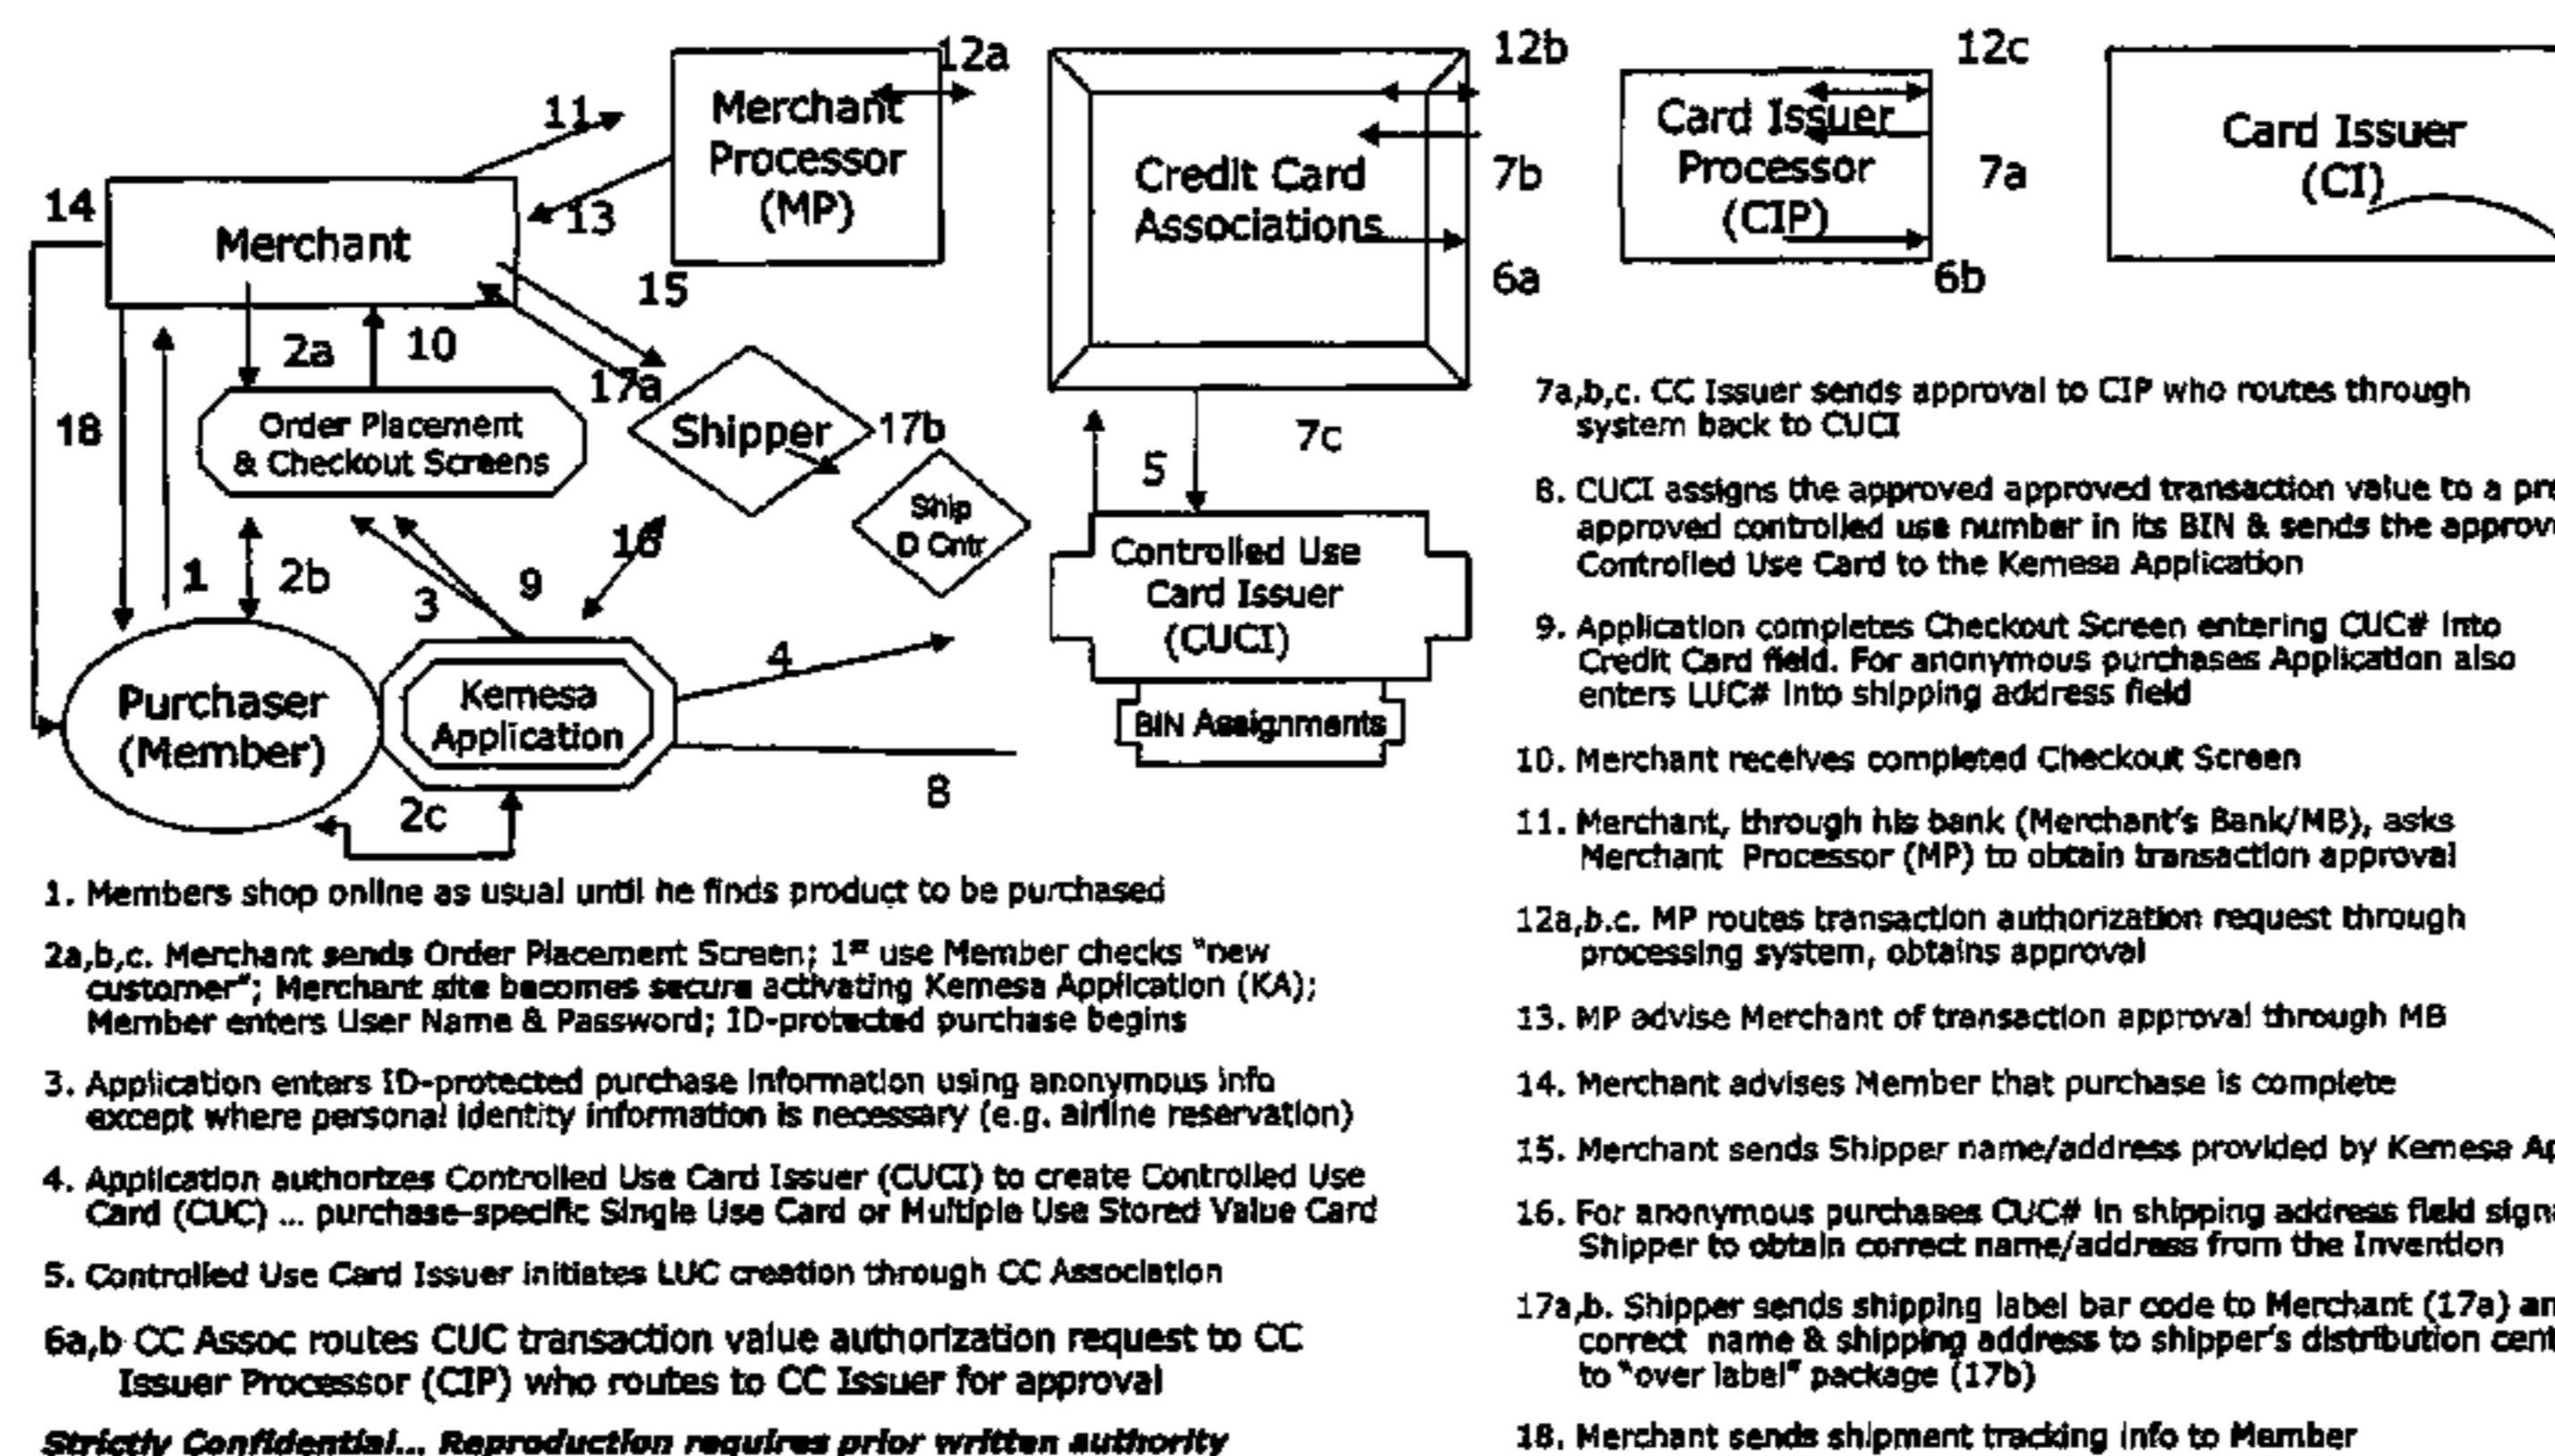 12a
12b
12c
11
Merchant
Processor
(MP)
Card Issuer
Processor
(CIP)
Card Issuer
(CI)
Credit Card
Associations
7b
7a
14
13
Merchant
15
6a
6b
2a
10
17a
18
Order Placement
& Checkout Screens
Shipper
17b
7c
5
Ship
D Cntr
Controlled Use
Card Issuer
(CUCI)
16
1
2b
3
9
4
Purchaser
(Member)
Kemesa
Application
BIN Assignments
8
2c
1. Members shop online as usual until he finds product to be purchased
2a,b,c. Merchant sends Order Placement Screen; 1st use Member checks "new
customer"; Merchant site becomes secure activating Kemesa Application (KA);
Member enters User Name & Password; ID-protected purchase begins
3. Application enters ID-protected purchase information using anonymous info
except where personal identity information is necessary (e.g. airline reservation)
4. Application authorizes Controlled Use Card Issuer (CUCI) to create Controlled Use
Card (CUC) ... purchase-specific Single Use Card or Multiple Use Stored Value Card
5. Controlled Use Card Issuer initiates LUC creation through CC Association
6a,b CC Assoc routes CUC transaction value authorization request to CC
Issuer Processor (CIP) who routes to CC Issuer for approval
Strictly Confidential... Reproduction requires prior written authority
7a,b,c. CC Issuer sends approval to CIP who routes through
system back to CUCI
8. CUCI assigns the approved approved transaction value to a
approved controlled use number in its BIN & sends the
Controlled Use Card to the Kemesa Application
9. Application completes Checkout Screen entering CUC# into
Credit Card field. For anonymous purchases Application also
enters LUC# into shipping address field
10. Merchant receives completed Checkout Screen
11. Merchant, through his bank (Merchant's Bank/MB), asks
Merchant Processor (MP) to obtain transaction approval
12a,b.c. MP routes transaction authorization request through
processing system, obtains approval
13. MP advise Merchant of transaction approval through MB
14. Merchant advises Member that purchase is complete
15. Merchant sends Shipper name/address provided by Kemesa
16. For anonymous purchases CUC# in shipping address field
Shipper to obtain correct name/address from the Invention
17a,b. Shipper sends shipping label bar code to Merchant (17a)
correct name & shipping address to shipper's distribution
to "over label" package (17b)
18. Merchant sends shipment tracking info to Member